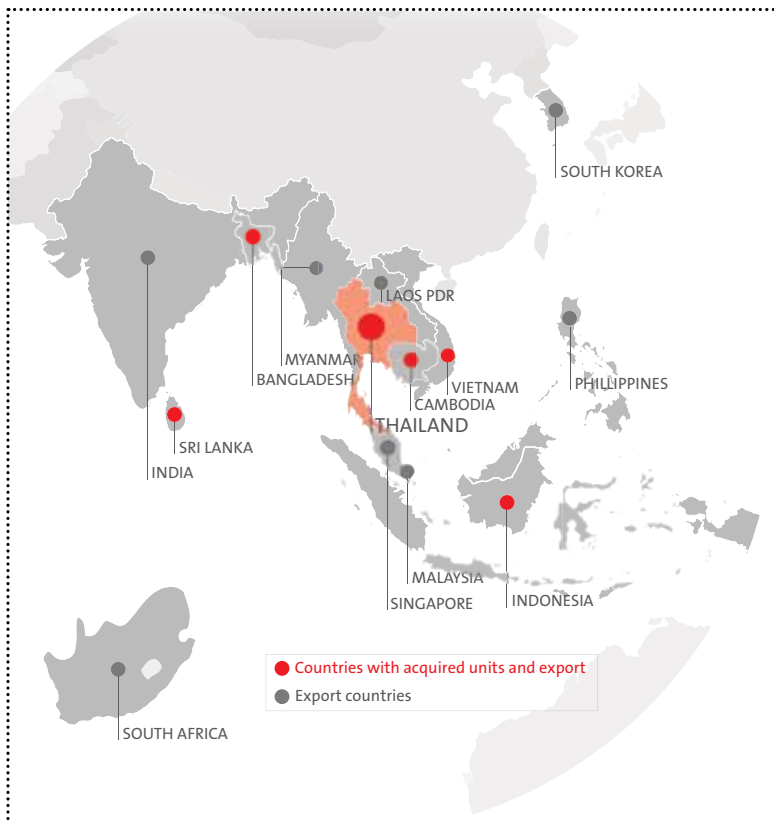 SOUTH KOREA
LAOS PDR
MYANMAR
BANGLADESH
VIETNAM
PHILLIPPINES
CAMBODIA
THAILAND
SRI LANKA
INDIA
MALAYSIA
SINGAPORE
INDONESIA
Countries with acquired units and export
Export countries
SOUTH AFRICA